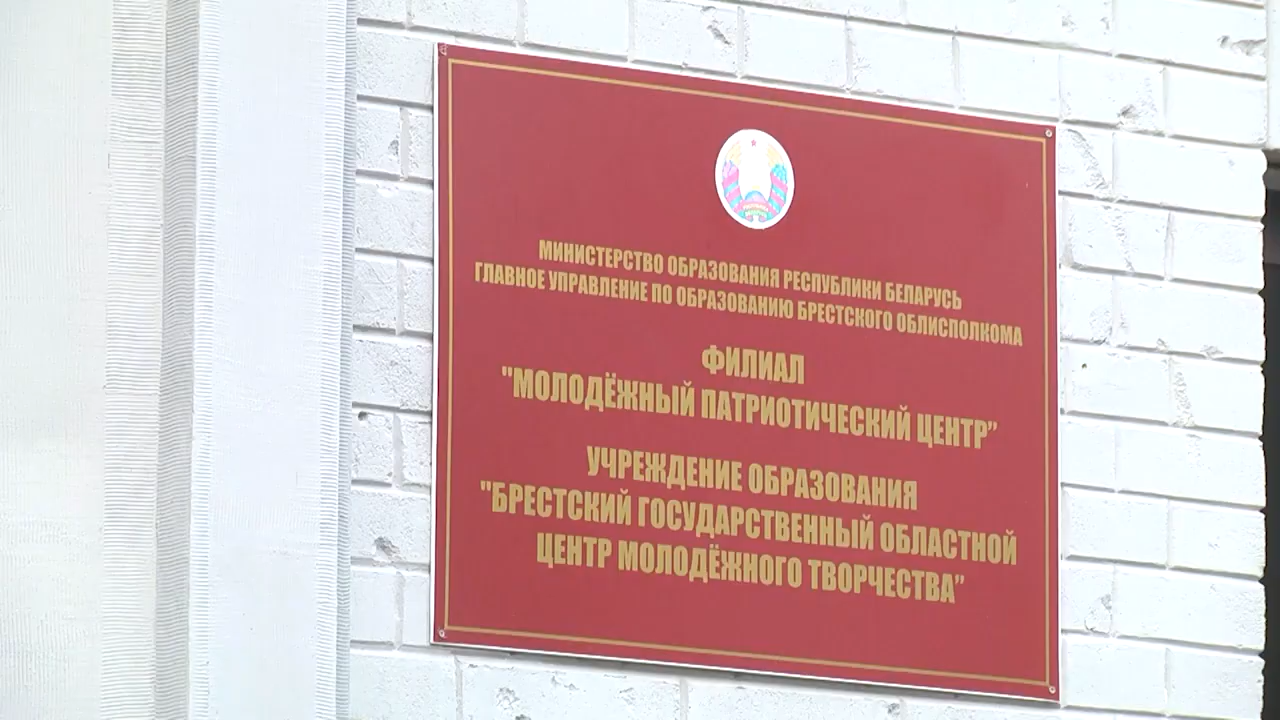 МИНИСТЕРСТВО ОБРАЗОВАНИЯ РЕСПУБЛИКИ БЕЛАРУСЬ
ГЛАВНОЕ УПРАВЛЕНИЕ ПО ОБРАЗОВАНИЮ БРЕСТСКОГО ОБЛИСПОЛКОМА
ФИЛИАЛ
"МОЛОДЁЖНЫЙ ПАТРИОТИЧЕСКИЙ ЦЕНТР”
УЧРЕЖДЕНИЕ ОБРАЗОВАНИЯ
"БРЕСТСКИЙ ГОСУДАРСТВЕННЫЙ ОБЛАСТНОЙ
ЦЕНТР МОЛОДЁЖНОГО ТВОРЧЕСТВА”